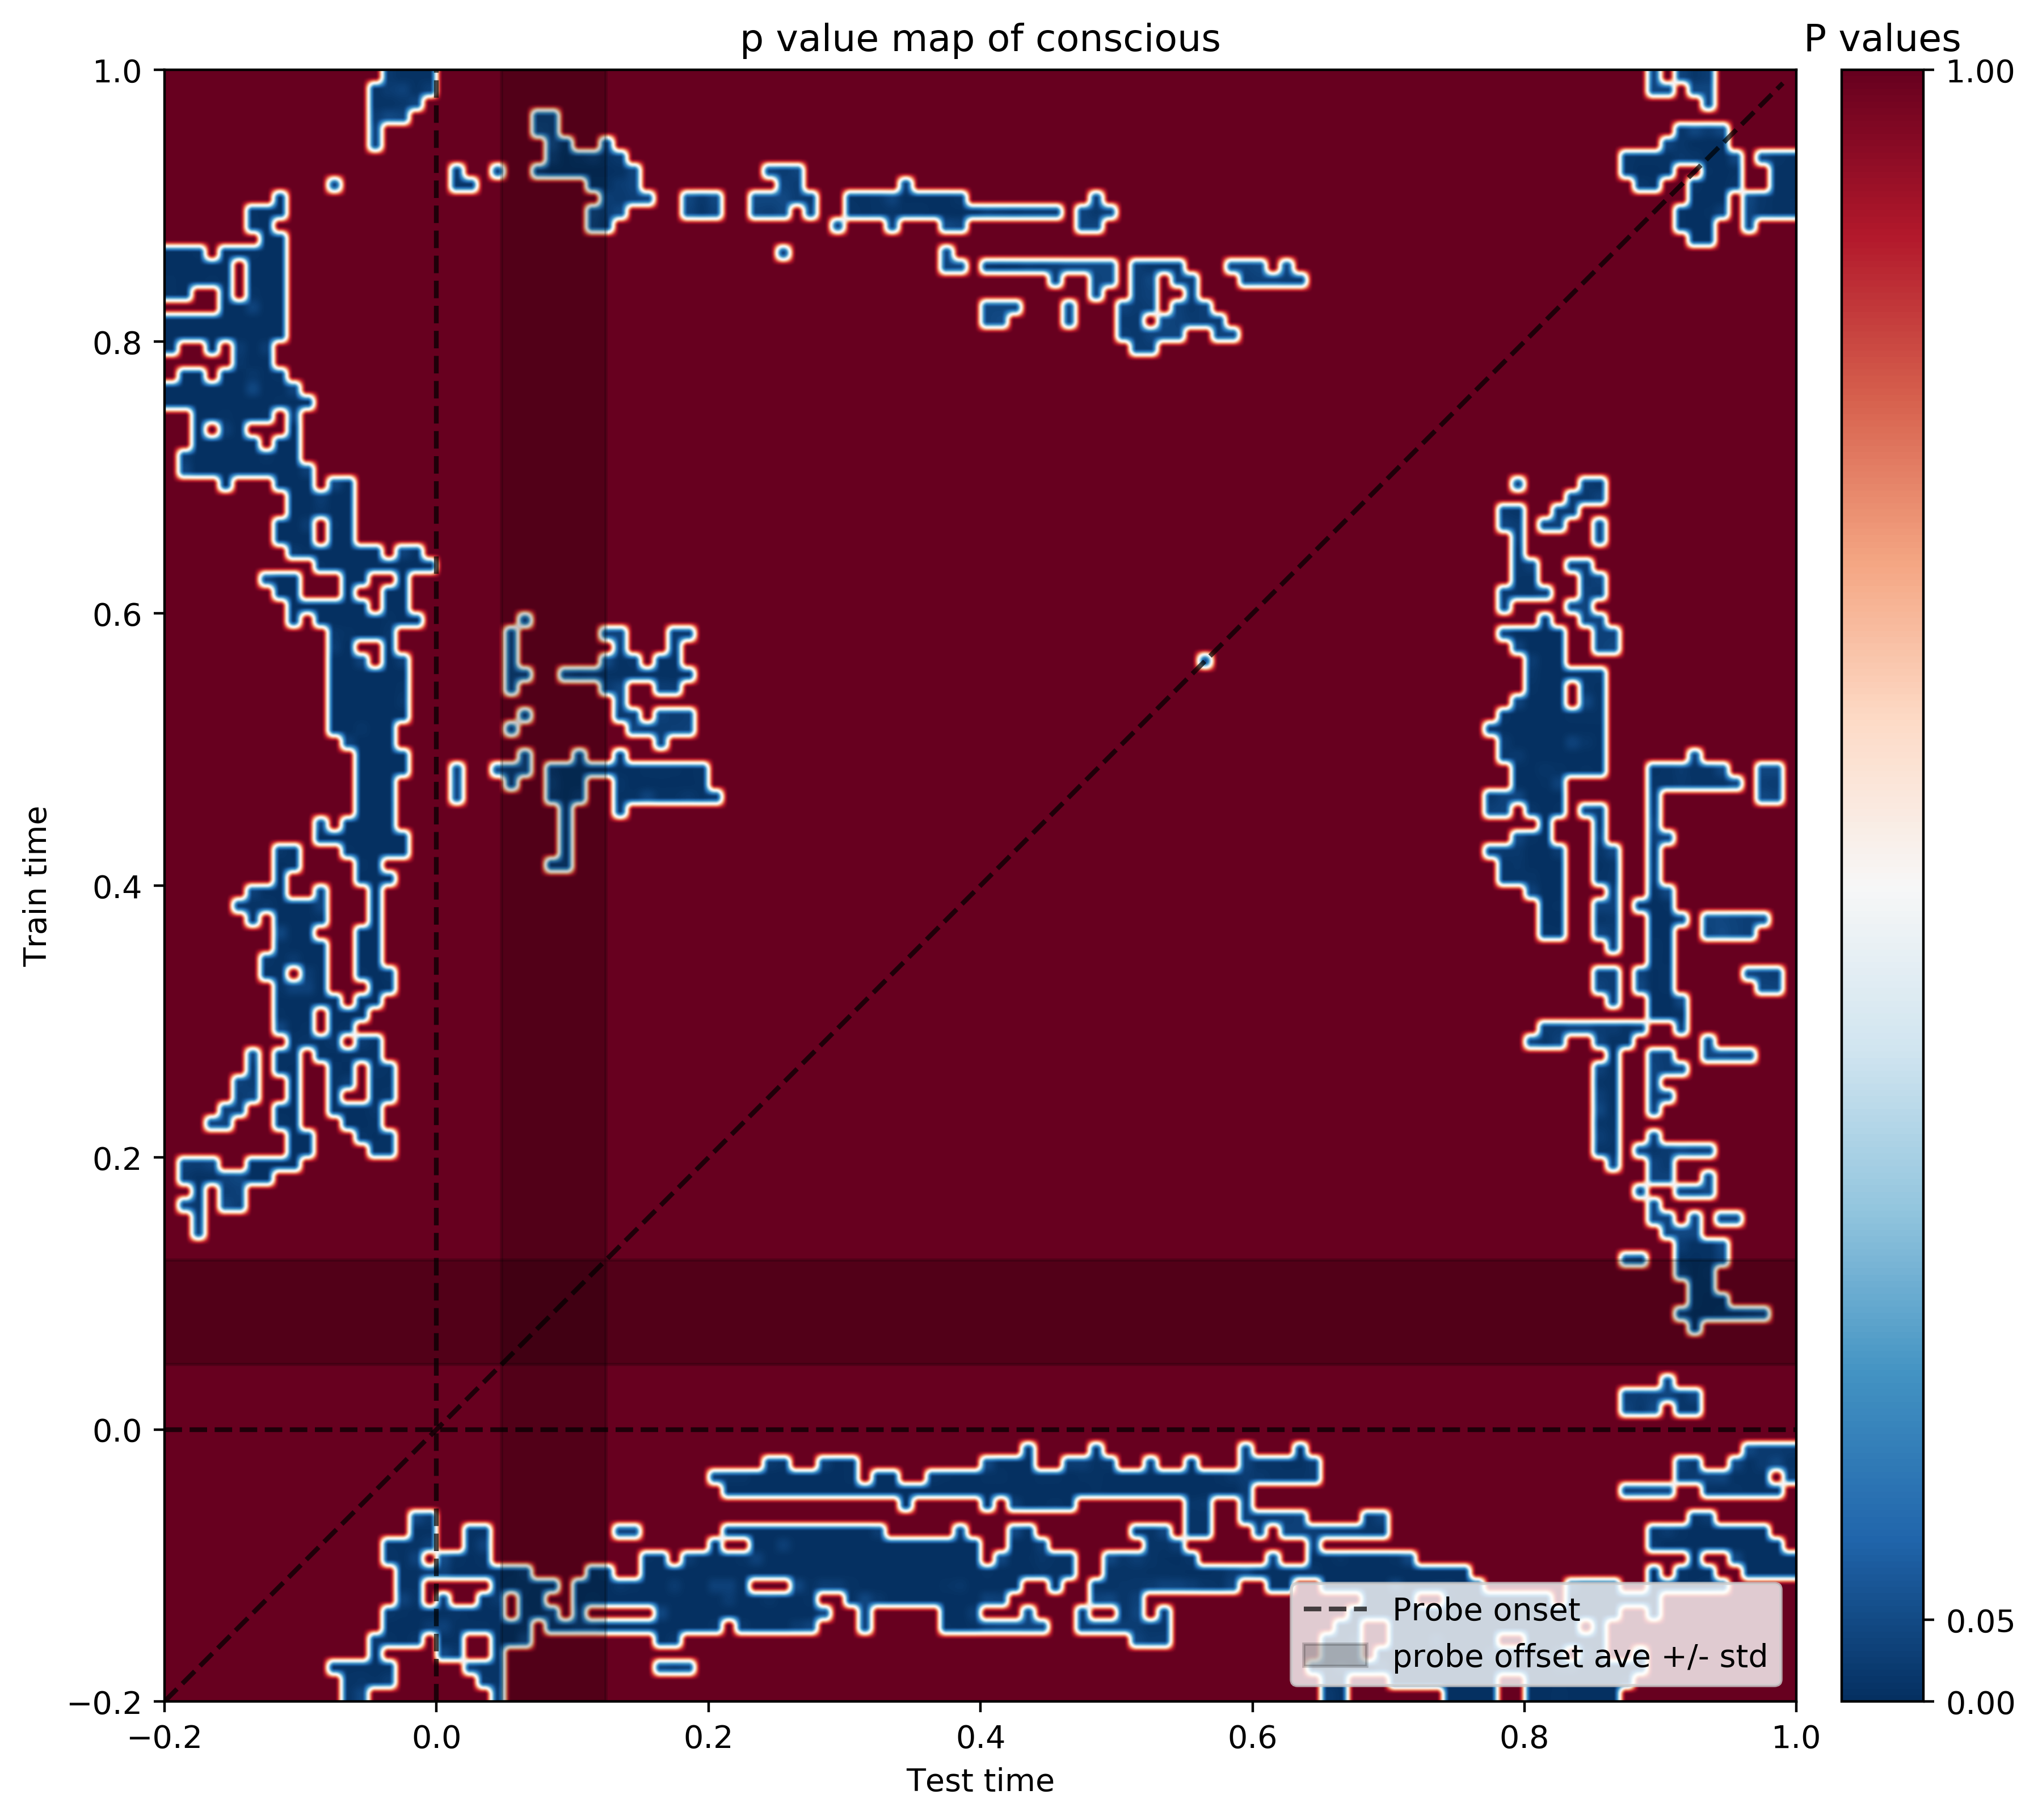 p value map of conscious
P values
1.0
0.8
0.6
0.4
0.2
0.0
−0.2
Train time
−0.2
0.0
0.2
0.4
0.6
0.8
1.0
Test time
Probe onset
probe offset ave +/- std
1.00
0.05
0.00